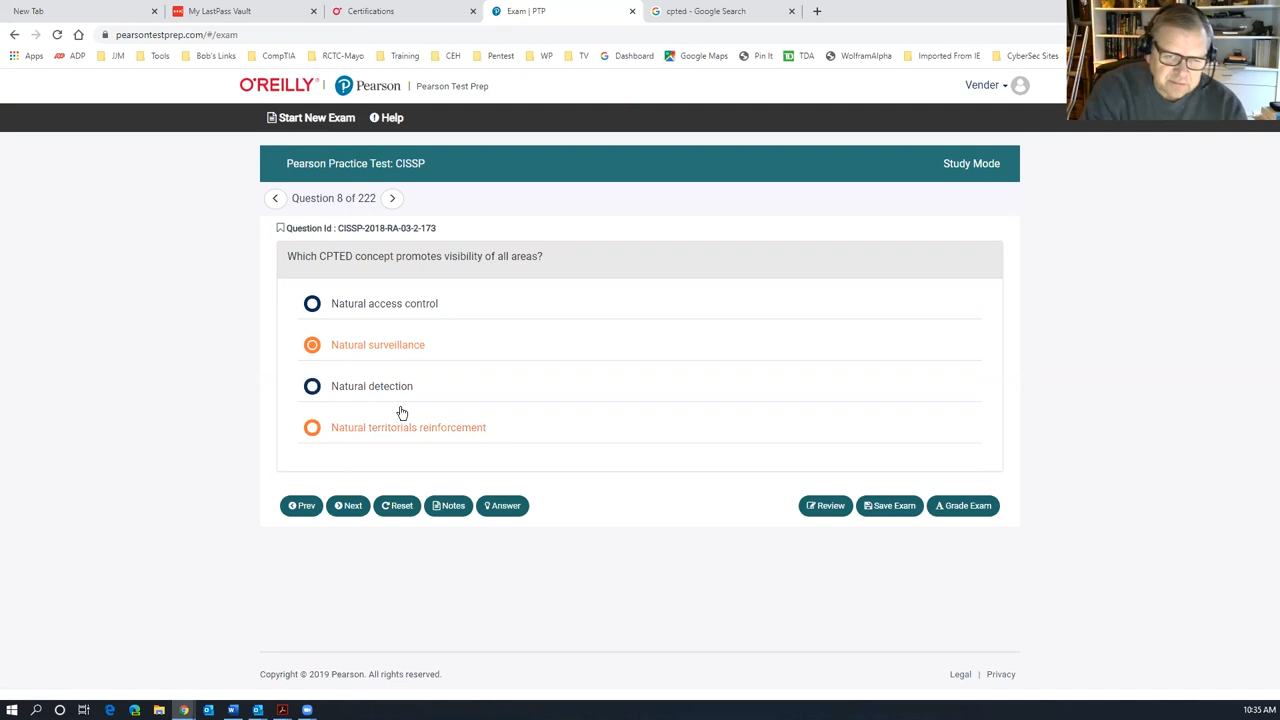 New Tab
My LastPass Vault
Certifications
Exam | PTP
cpted - Google Search
pearsontestprep.com/#/exam
Apps
ADP
JJM
Tools
Bob's Links
CompTIA
RCTC-Mayo
Training
CEH
Pentest
WP
TV
Dashboard
Google Maps
Pin It
TDA
WolframAlpha
Imported From IE
CyberSec Sites
O'REILLY
Pearson
Pearson Test Prep
Vender
Start New Exam
Help
Pearson Practice Test: CISSP
Study Mode
Question 8 of 222
Question Id : CISSP-2018-RA-03-2-173
Which CPTED concept promotes visibility of all areas?
Natural access control
Natural surveillance
Natural detection
Natural territorials reinforcement
Prev
Next
Reset
Notes
Answer
Review
Save Exam
Grade Exam
Copyright © 2019 Pearson. All rights reserved.
Legal | Privacy
10:35 AM